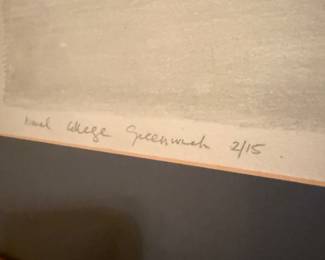 Naval College Greenwich 2/15.